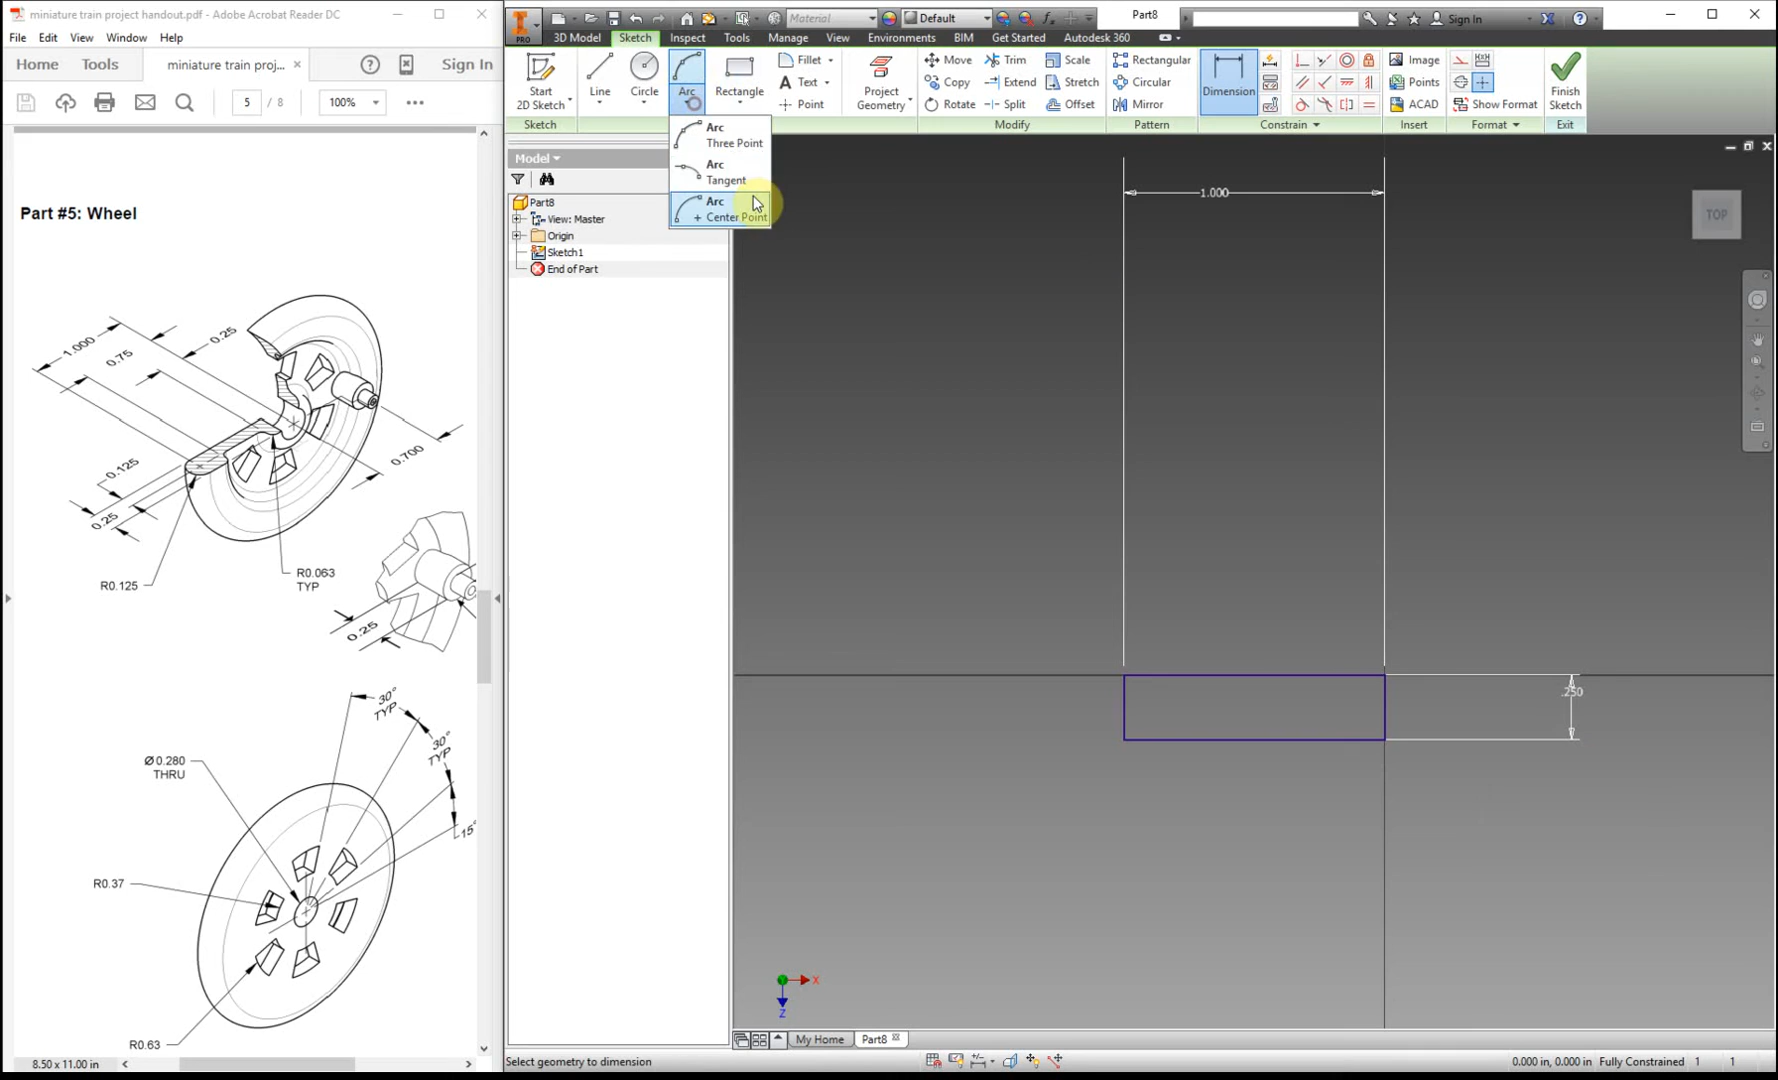 miniature train project handout.pdf - Adobe Acrobat Reader DC
File Edit View Window Help
Home Tools miniature train proj... × Sign In
5 / 8 100%
Part #5: Wheel
1.000
0.75
0.25
0.700
0.125
0.25
R0.125
R0.063
TYP
0.25
30°
TYP
30°
TYP
15°
Ø0.280
THRU
R0.37
R0.63
8.50 x 11.00 in
PRO
Material
Default
Part8
Sign In
3D Model Sketch Inspect Tools Manage View Environments BIM Get Started Autodesk 360
Start
2D Sketch
Line
Circle
Arc
Rectangle
Fillet
Text
Point
Project
Geometry
Move
Copy
Rotate
Trim
Extend
Split
Scale
Stretch
Offset
Rectangular
Circular
Mirror
Dimension
Image
Points
ACAD
Show Format
Finish
Sketch
Sketch
Modify
Pattern
Constrain
Insert
Format
Exit
Arc
Three Point
Arc
Tangent
Arc
Center Point
Model
Part8
View: Master
Origin
Sketch1
End of Part
1.000
.250
TOP
X
Z
My Home
Part8
Select geometry to dimension
0.000 in, 0.000 in Fully Constrained 1 1